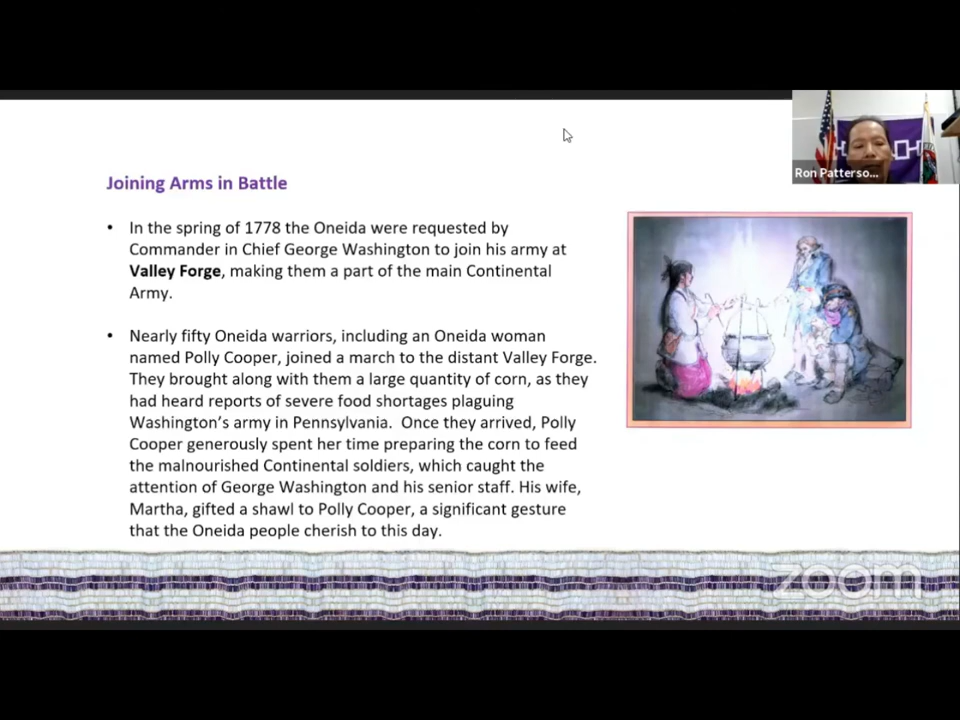 Ron Patterso...
Joining Arms in Battle
• In the spring of 1778 the Oneida were requested by
Commander in Chief George Washington to join his army at
Valley Forge, making them a part of the main Continental
Army.
• Nearly fifty Oneida warriors, including an Oneida woman
named Polly Cooper, joined a march to the distant Valley Forge.
They brought along with them a large quantity of corn, as they
had heard reports of severe food shortages plaguing
Washington's army in Pennsylvania.  Once they arrived, Polly
Cooper generously spent her time preparing the corn to feed
the malnourished Continental soldiers, which caught the
attention of George Washington and his senior staff. His wife,
Martha, gifted a shawl to Polly Cooper, a significant gesture
that the Oneida people cherish to this day.
zoom